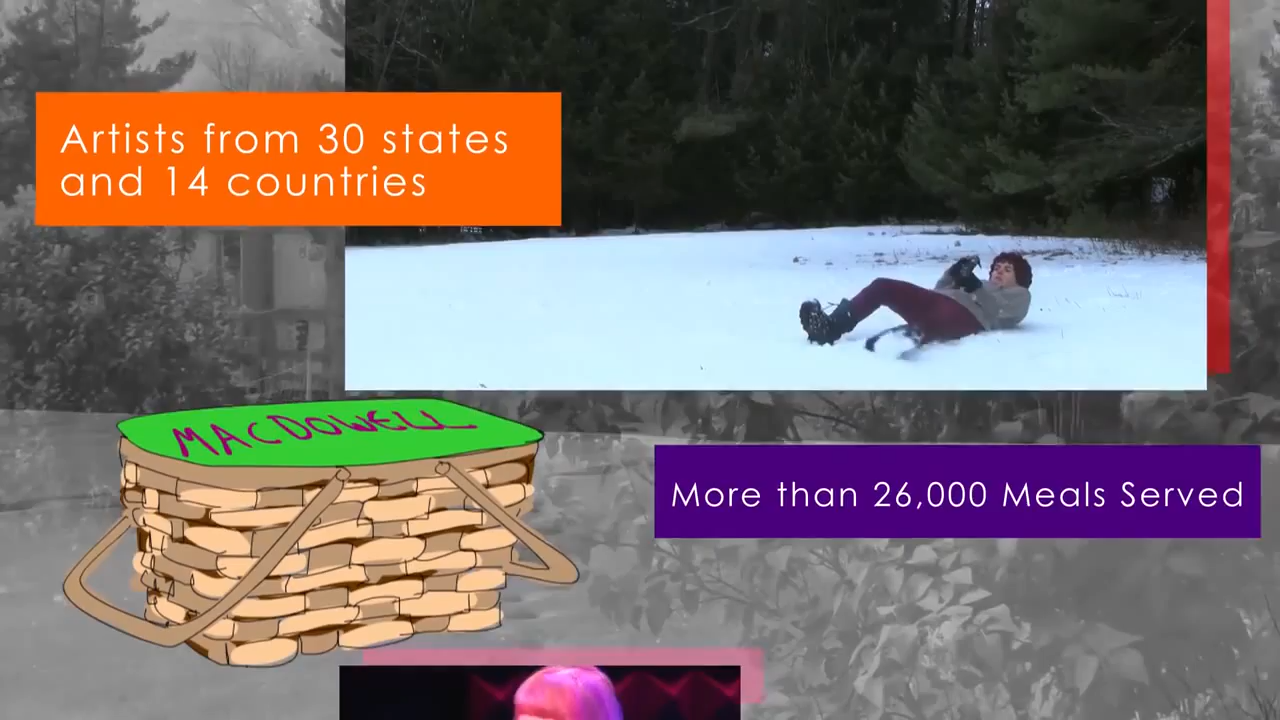 Artists from 30 states
and 14 countries
MACDOWELL
More than 26,000 Meals Served